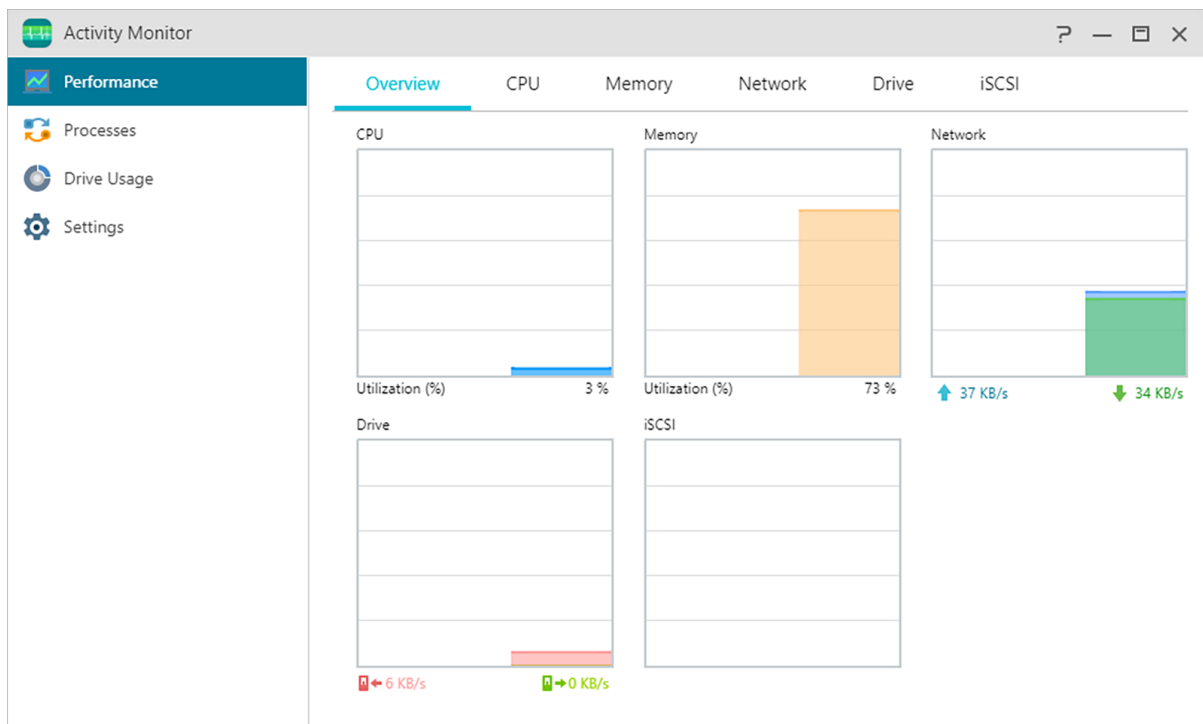 Activity Monitor
Performance
Processes
Drive Usage
Settings
Overview CPU Memory Network Drive iSCSI
CPU Memory Network
Utilization (%) 3 % Utilization (%) 73 % 37 KB/s 34 KB/s
Drive iSCSI
6 KB/s 0 KB/s